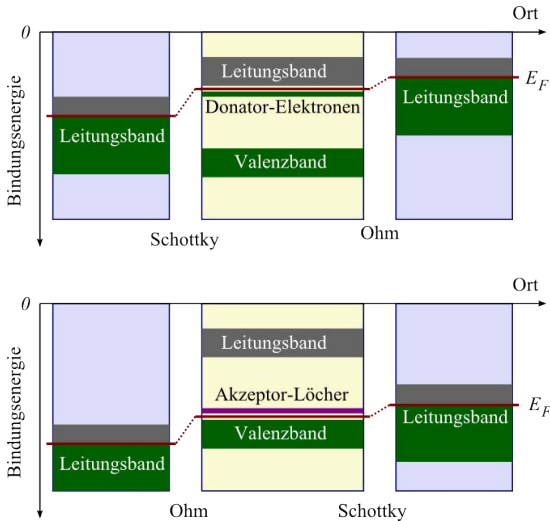 Ort
0
Bindungsenergie
Leitungsband
Leitungsband
Leitungsband
E_F
Donator-Elektronen
Valenzband
Schottky
Ohm
Ort
0
Bindungsenergie
Leitungsband
Akzeptor-Löcher
Leitungsband
Valenzband
Leitungsband
E_F
Ohm
Schottky